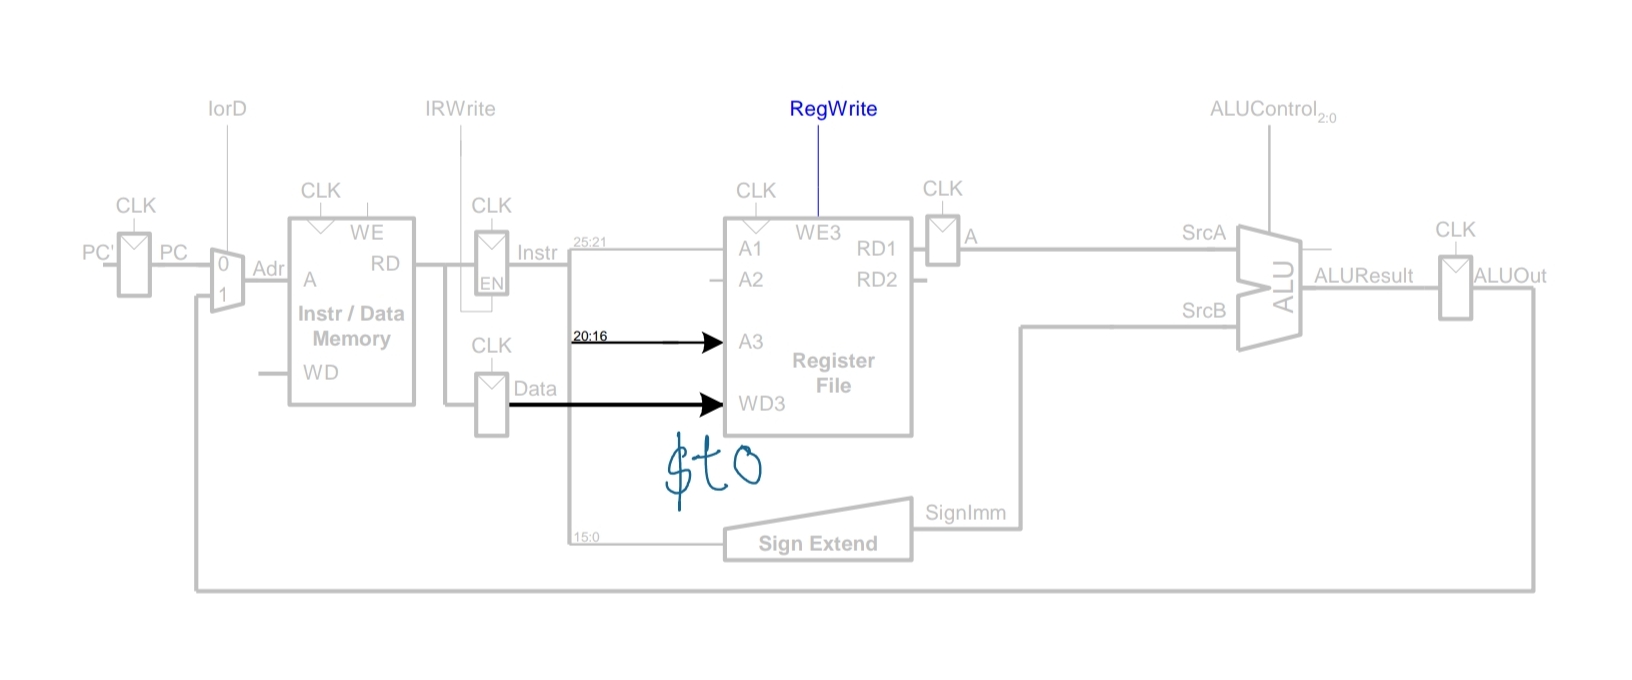 IorD IRWrite RegWrite ALUControl2:0
CLK CLK CLK CLK CLK CLK
PC' PC 0 1 Adr
WE A RD
Instr / Data
Memory
WD
EN Instr
CLK
Data
25:21
20:16
15:0
WE3
A1 RD1
A2 RD2
A3
Register
File
WD3
$t0
A
Sign Extend
SignImm
SrcA
SrcB
ALU
ALUResult
ALUOut